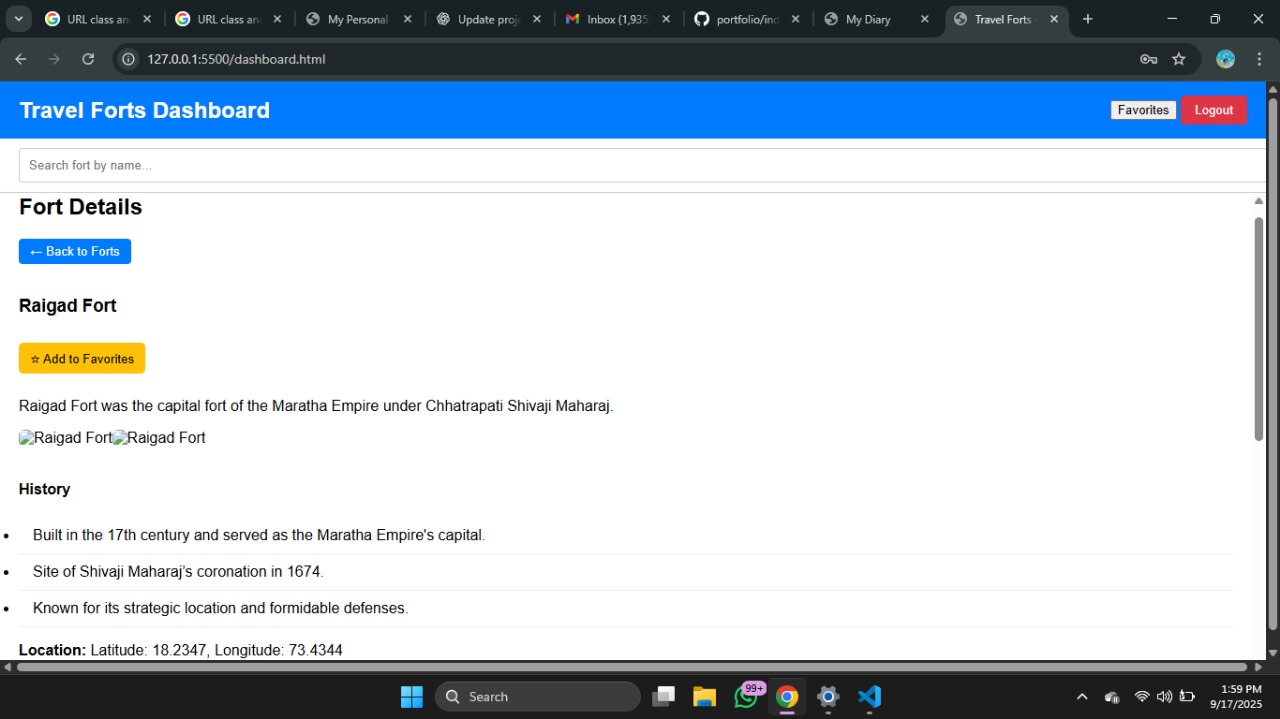 URL class an
URL class an
My Personal
Update proj
Inbox (1,935
portfolio/ind
My Diary
Travel Forts
127.0.0.1:5500/dashboard.html
Travel Forts Dashboard
Favorites
Logout
Search fort by name...
Fort Details
← Back to Forts
Raigad Fort
☆ Add to Favorites
Raigad Fort was the capital fort of the Maratha Empire under Chhatrapati Shivaji Maharaj.
Raigad Fort Raigad Fort
History
• Built in the 17th century and served as the Maratha Empire's capital.
• Site of Shivaji Maharaj's coronation in 1674.
• Known for its strategic location and formidable defenses.
Location: Latitude: 18.2347, Longitude: 73.4344
Search
99+
1:59 PM
9/17/2025